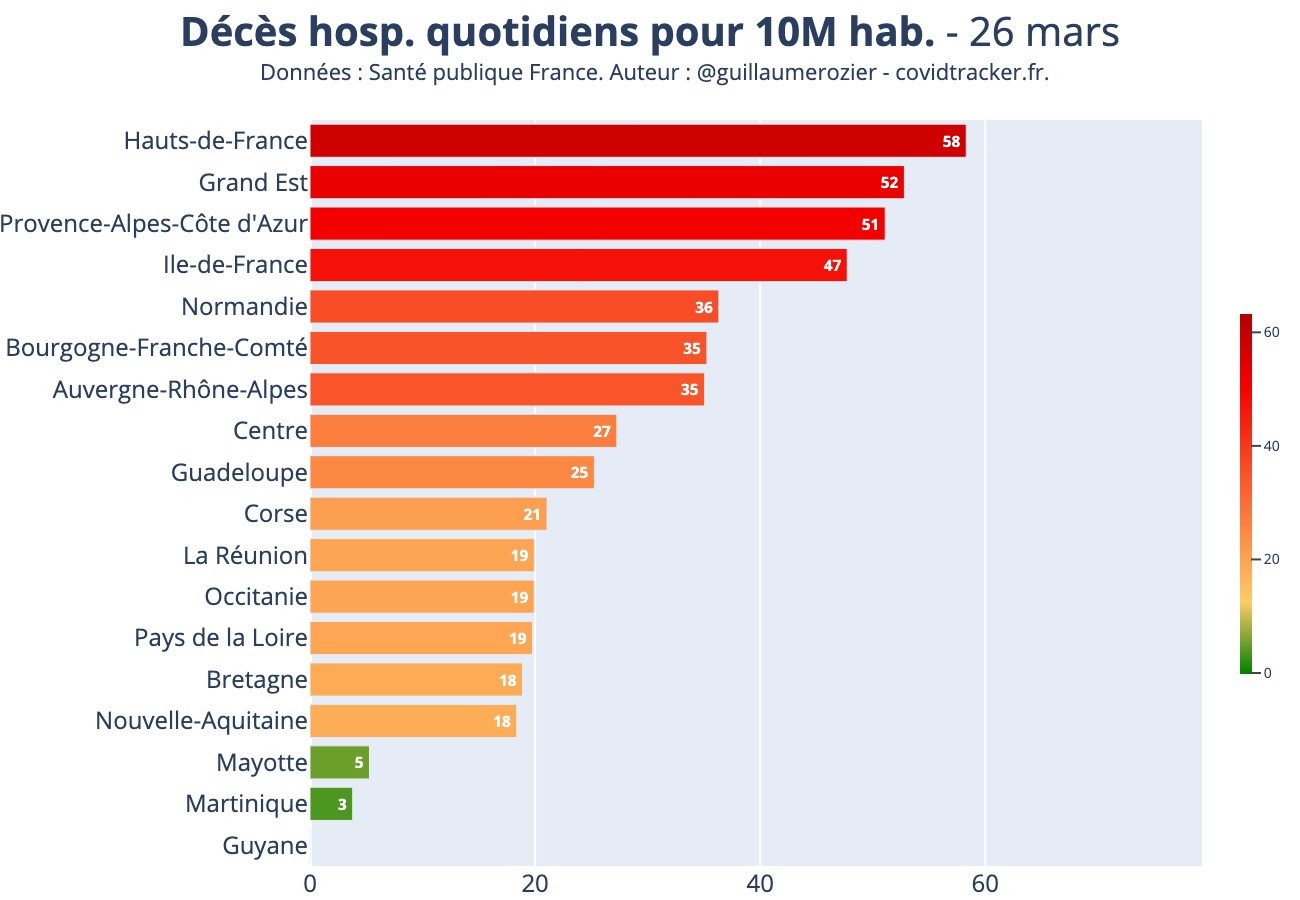 Décès hosp. quotidiens pour 10M hab. - 26 mars
Données : Santé publique France. Auteur : @guillaumerozier - covidtracker.fr.
Hauts-de-France 58
Grand Est 52
Provence-Alpes-Côte d'Azur 51
Ile-de-France 47
Normandie 36
Bourgogne-Franche-Comté 35
Auvergne-Rhône-Alpes 35
Centre 27
Guadeloupe 25
Corse 21
La Réunion 19
Occitanie 19
Pays de la Loire 19
Bretagne 18
Nouvelle-Aquitaine 18
Mayotte 5
Martinique 3
Guyane
0 20 40 60
60
40
20
0